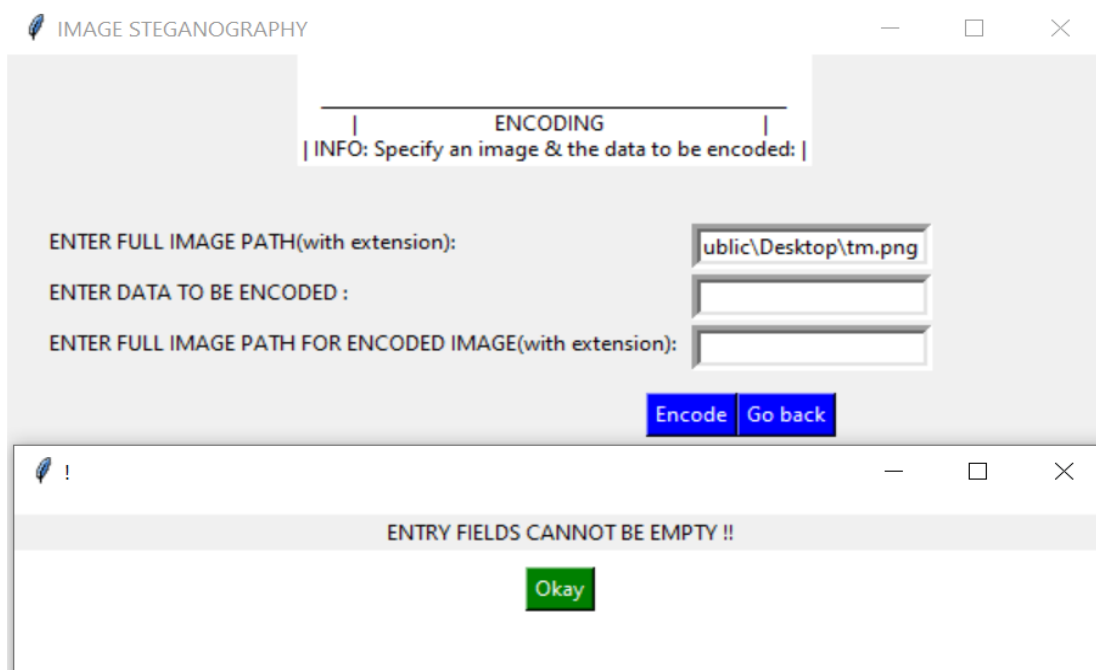 IMAGE STEGANOGRAPHY
| ENCODING |
| INFO: Specify an image & the data to be encoded: |
ENTER FULL IMAGE PATH(with extension): ublic\Desktop\tm.png
ENTER DATA TO BE ENCODED :
ENTER FULL IMAGE PATH FOR ENCODED IMAGE(with extension):
Encode Go back
!
ENTRY FIELDS CANNOT BE EMPTY !!
Okay